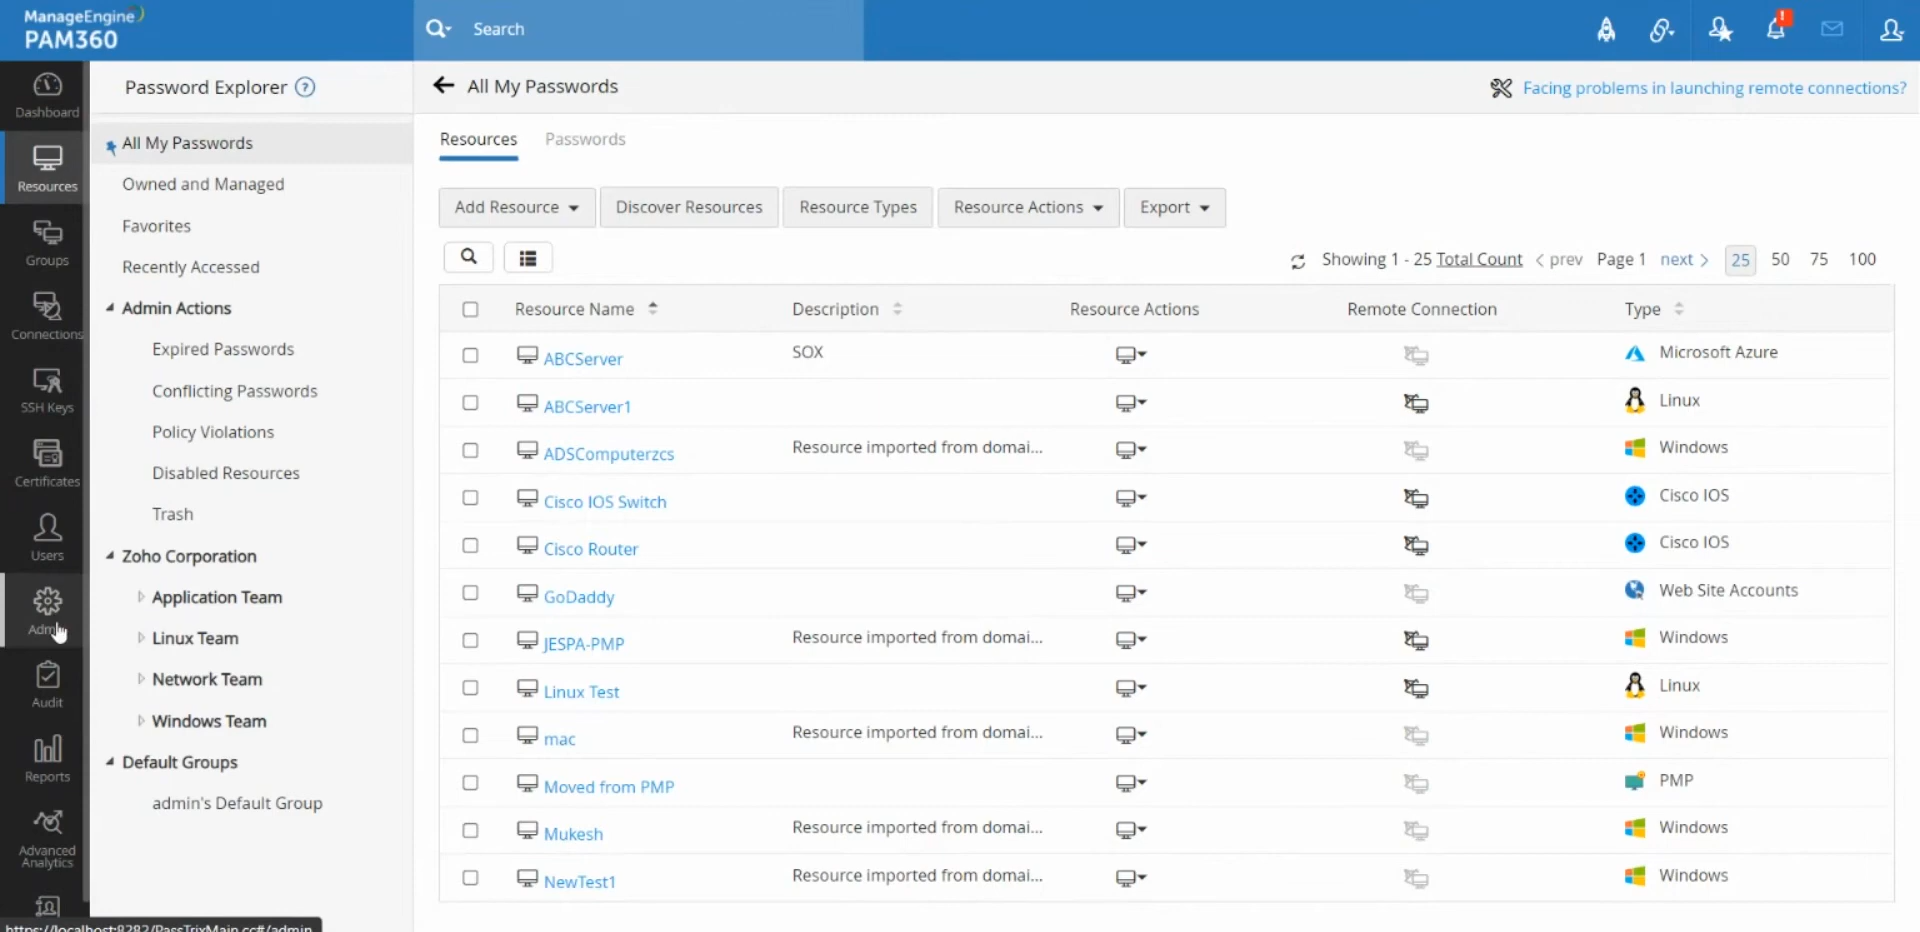 ManageEngine
PAM360
Search
!
Dashboard
Resources
Groups
Connections
SSH Keys
Certificates
Users
Admin
Audit
Reports
Advanced
Analytics
Password Explorer ?
All My Passwords
Owned and Managed
Favorites
Recently Accessed
Admin Actions
Expired Passwords
Conflicting Passwords
Policy Violations
Disabled Resources
Trash
Zoho Corporation
Application Team
Linux Team
Network Team
Windows Team
Default Groups
admin's Default Group
All My Passwords
Facing problems in launching remote connections?
Resources Passwords
Add Resource Discover Resources Resource Types Resource Actions Export
Showing 1 - 25 Total Count < prev Page 1 next > 25 50 75 100
Resource Name Description Resource Actions Remote Connection Type
ABCServer SOX Microsoft Azure
ABCServer1 Linux
ADSComputerzcs Resource imported from domai... Windows
Cisco IOS Switch Cisco IOS
Cisco Router Cisco IOS
GoDaddy Web Site Accounts
JESPA-PMP Resource imported from domai... Windows
Linux Test Linux
mac Resource imported from domai... Windows
Moved from PMP PMP
Mukesh Resource imported from domai... Windows
NewTest1 Resource imported from domai... Windows
https://localhost:8282/PassTrixMain.cc#/admin